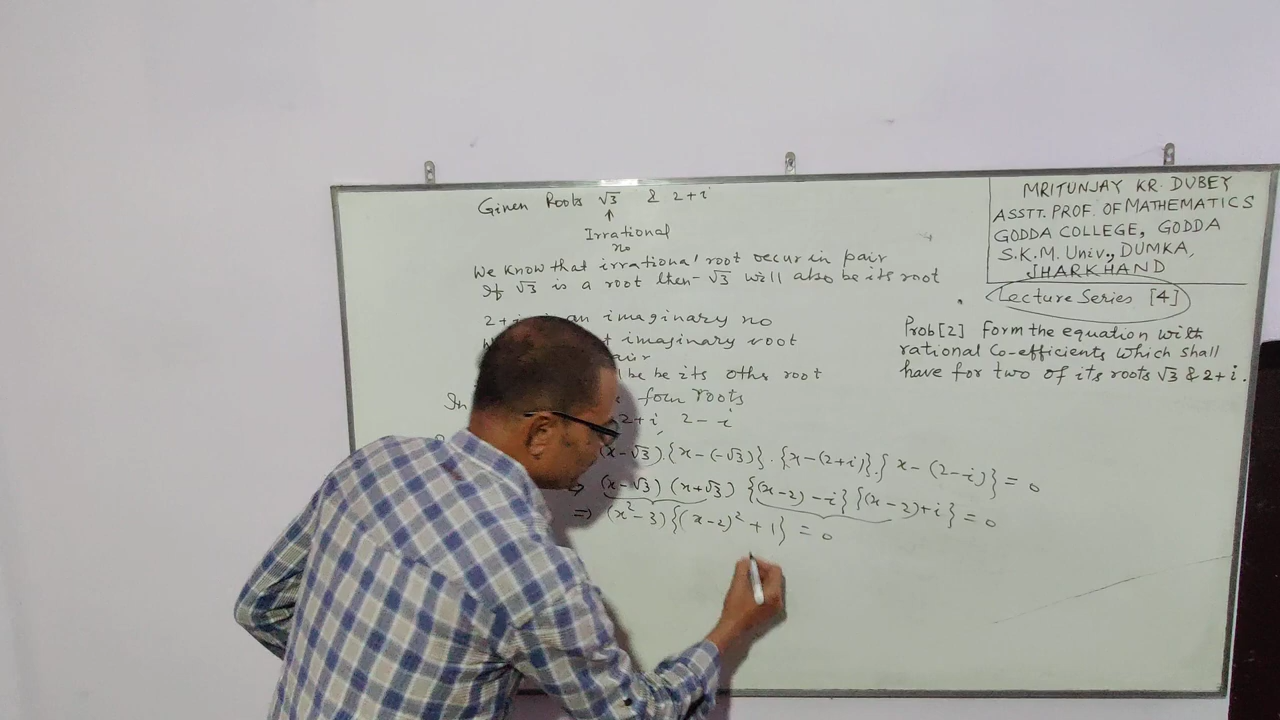 Given Roots √3 & 2+i
↑
Irrational
no
We know that irrational root occur in pair
If √3 is a root then -√3 will also be its root
2+i an imaginary no
t imaginary root
be be its othr root
In four roots
2+i, 2-i
(x-√3).{x-(-√3)}.{x-(2+i)}.{x-(2-i)}=0
⇒ (x-√3) (x+√3) {(x-2)-i}{(x-2)+i}=0
⇒ (x²-3){(x-2)²+1}=0
MRITUNJAY KR. DUBEY
ASSTT. PROF. OF MATHEMATICS
GODDA COLLEGE, GODDA
S.K.M. Univ., DUMKA,
JHARKHAND
Lecture Series [4]
Prob[2] Form the equation with
rational Co-efficients which shall
have for two of its roots √3 & 2+i.